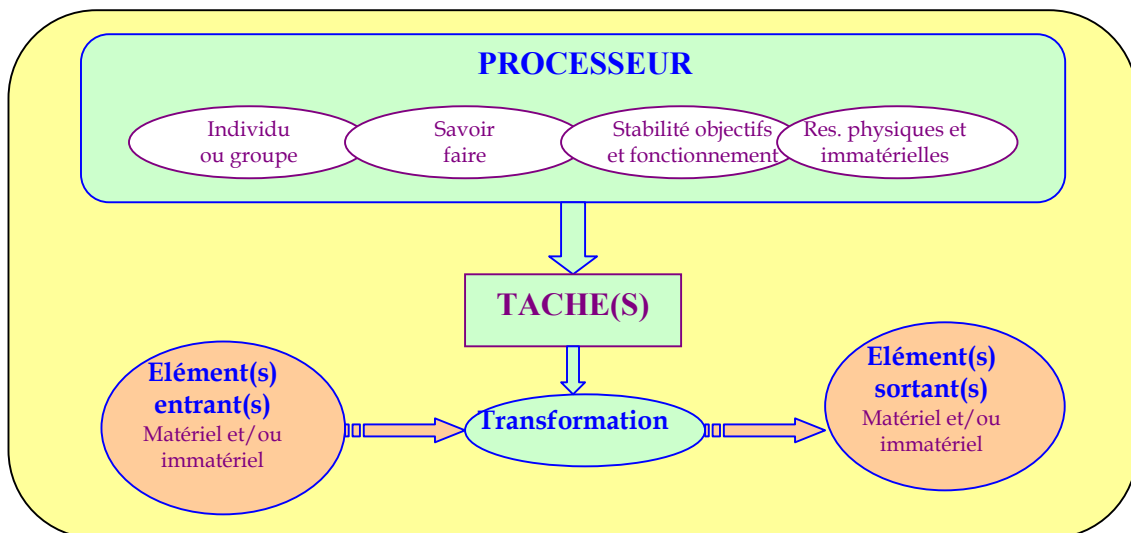 PROCESSEUR
Individu
ou groupe
Savoir
faire
Stabilité objectifs
et fonctionnement
Res. physiques et
immatérielles
TACHE(S)
Elément(s)
entrant(s)
Matériel et/ou
immatériel
Transformation
Elément(s)
sortant(s)
Matériel et/ou
immatériel